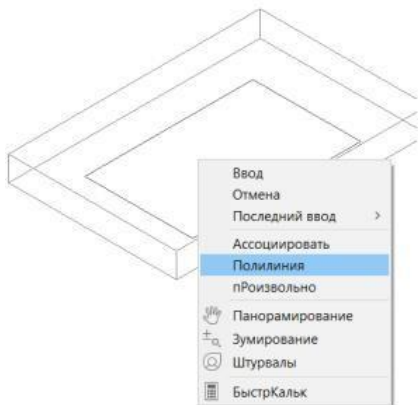 Ввод
Отмена
Последний ввод
Ассоциировать
Полилиния
пРоизвольно
Панорамирование
Зумирование
Штурвалы
БыстрКальк